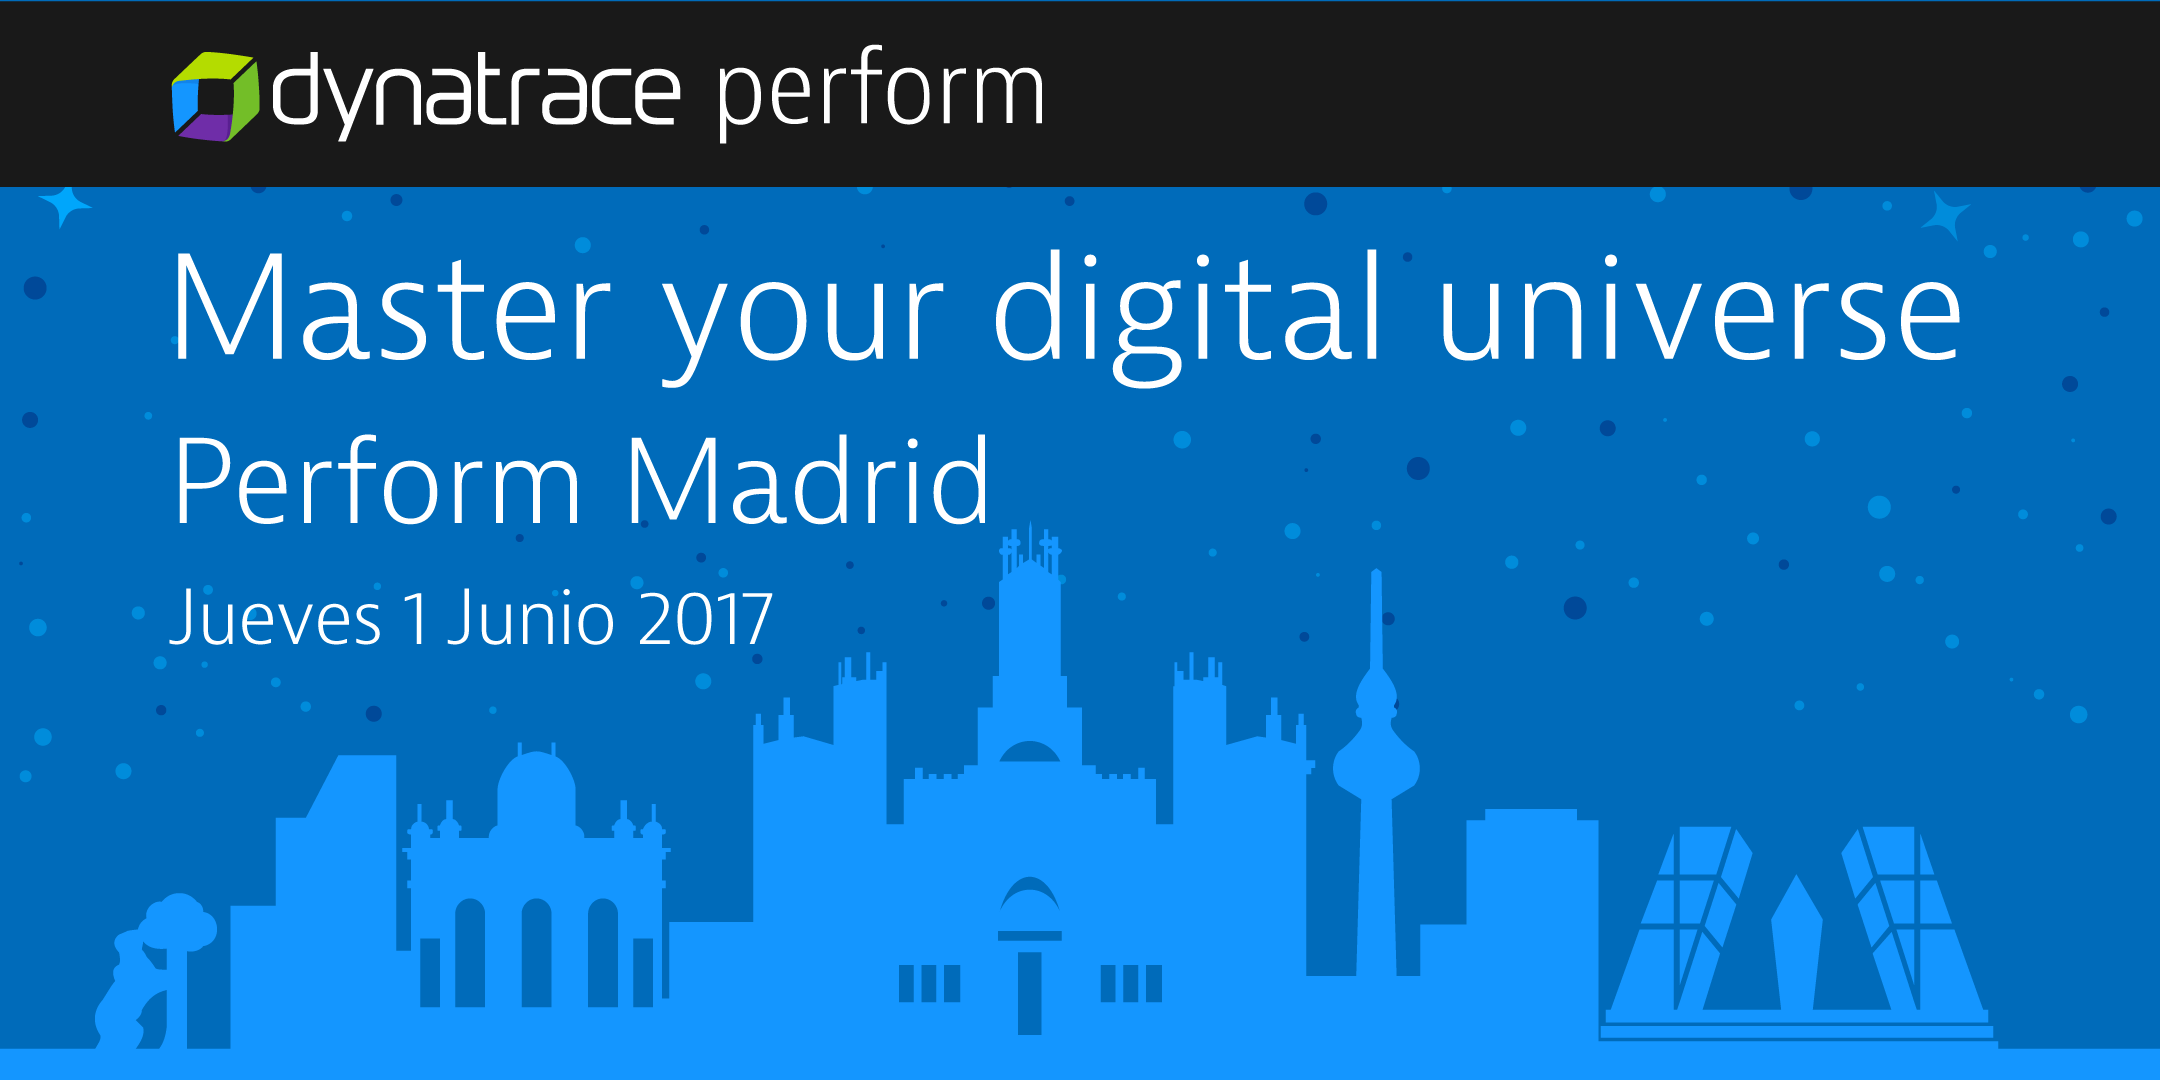 dynatrace perform
Master your digital universe
Perform Madrid
Jueves 1 Junio 2017